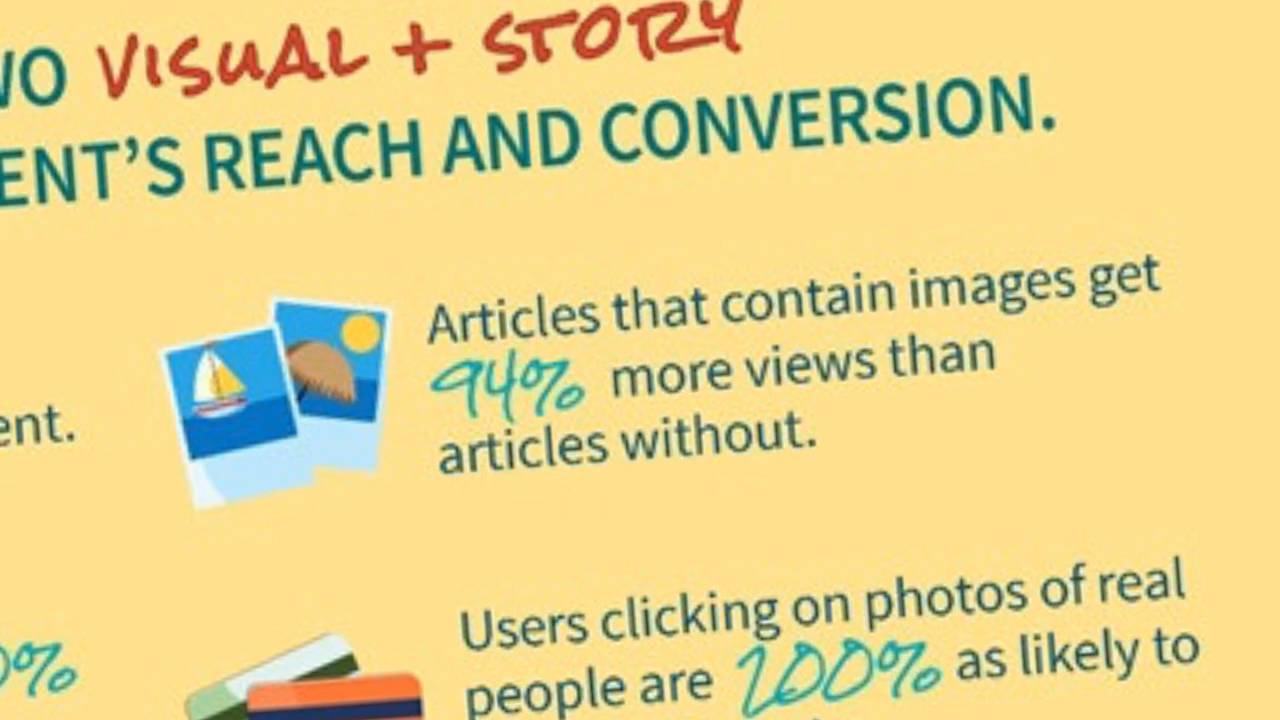 VISUAL + STORY
ENT'S REACH AND CONVERSION.
Articles that contain images get
94% more views than
articles without.
ent.
Users clicking on photos of real
0%
people are 200% as likely to